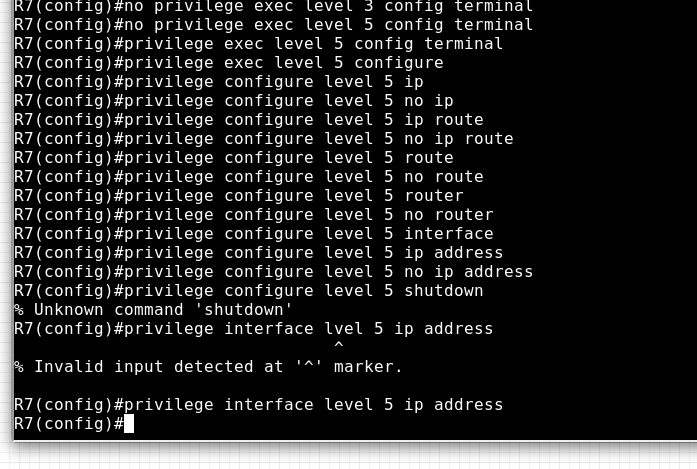 R7(config)#no privilege exec level 3 config terminal
R7(config)#no privilege exec level 5 config terminal
R7(config)#privilege exec level 5 config terminal
R7(config)#privilege exec level 5 configure
R7(config)#privilege configure level 5 ip
R7(config)#privilege configure level 5 no ip
R7(config)#privilege configure level 5 ip route
R7(config)#privilege configure level 5 no ip route
R7(config)#privilege configure level 5 route
R7(config)#privilege configure level 5 no route
R7(config)#privilege configure level 5 router
R7(config)#privilege configure level 5 no router
R7(config)#privilege configure level 5 interface
R7(config)#privilege configure level 5 ip address
R7(config)#privilege configure level 5 no ip address
R7(config)#privilege configure level 5 shutdown
% Unknown command 'shutdown'
R7(config)#privilege interface lvel 5 ip address
^
% Invalid input detected at '^' marker.
R7(config)#privilege interface level 5 ip address
R7(config)#